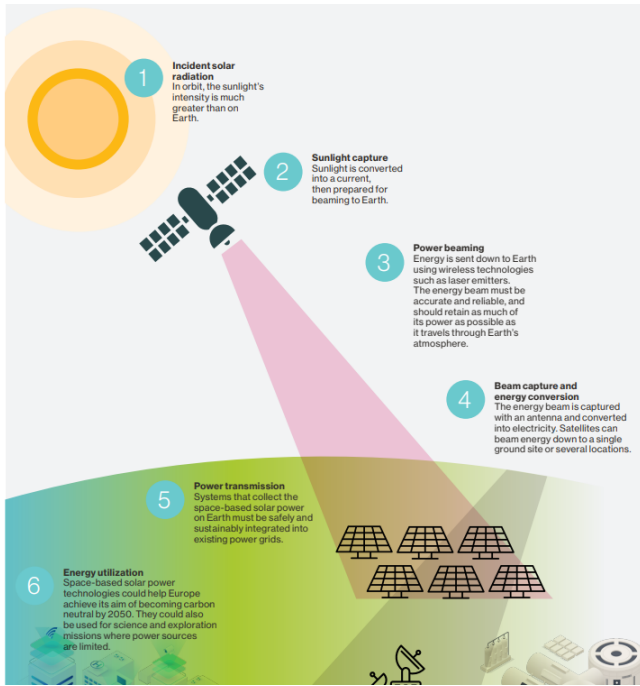 1
Incident solar
radiation
In orbit, the sunlight's
intensity is much
greater than on
Earth.
2
Sunlight capture
Sunlight is converted
into a current,
then prepared for
beaming to Earth.
3
Power beaming
Energy is sent down to Earth
using wireless technologies
such as laser emitters.
The energy beam must be
accurate and reliable, and
should retain as much of
its power as possible as
it travels through Earth's
atmosphere.
4
Beam capture and
energy conversion
The energy beam is captured
with an antenna and converted
into electricity. Satellites can
beam energy down to a single
ground site or several locations.
5
Power transmission
Systems that collect the
space-based solar power
on Earth must be safely and
sustainably integrated into
existing power grids.
6
Energy utilization
Space-based solar power
technologies could help Europe
achieve its aim of becoming carbon
neutral by 2050. They could also
be used for science and exploration
missions where power sources
are limited.